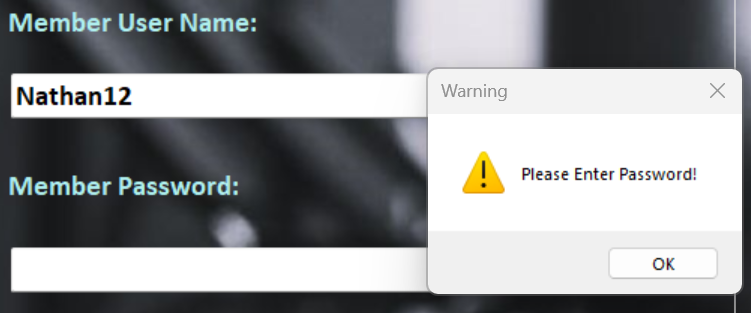 Member User Name:
Nathan12
Warning
Please Enter Password!
OK
Member Password: